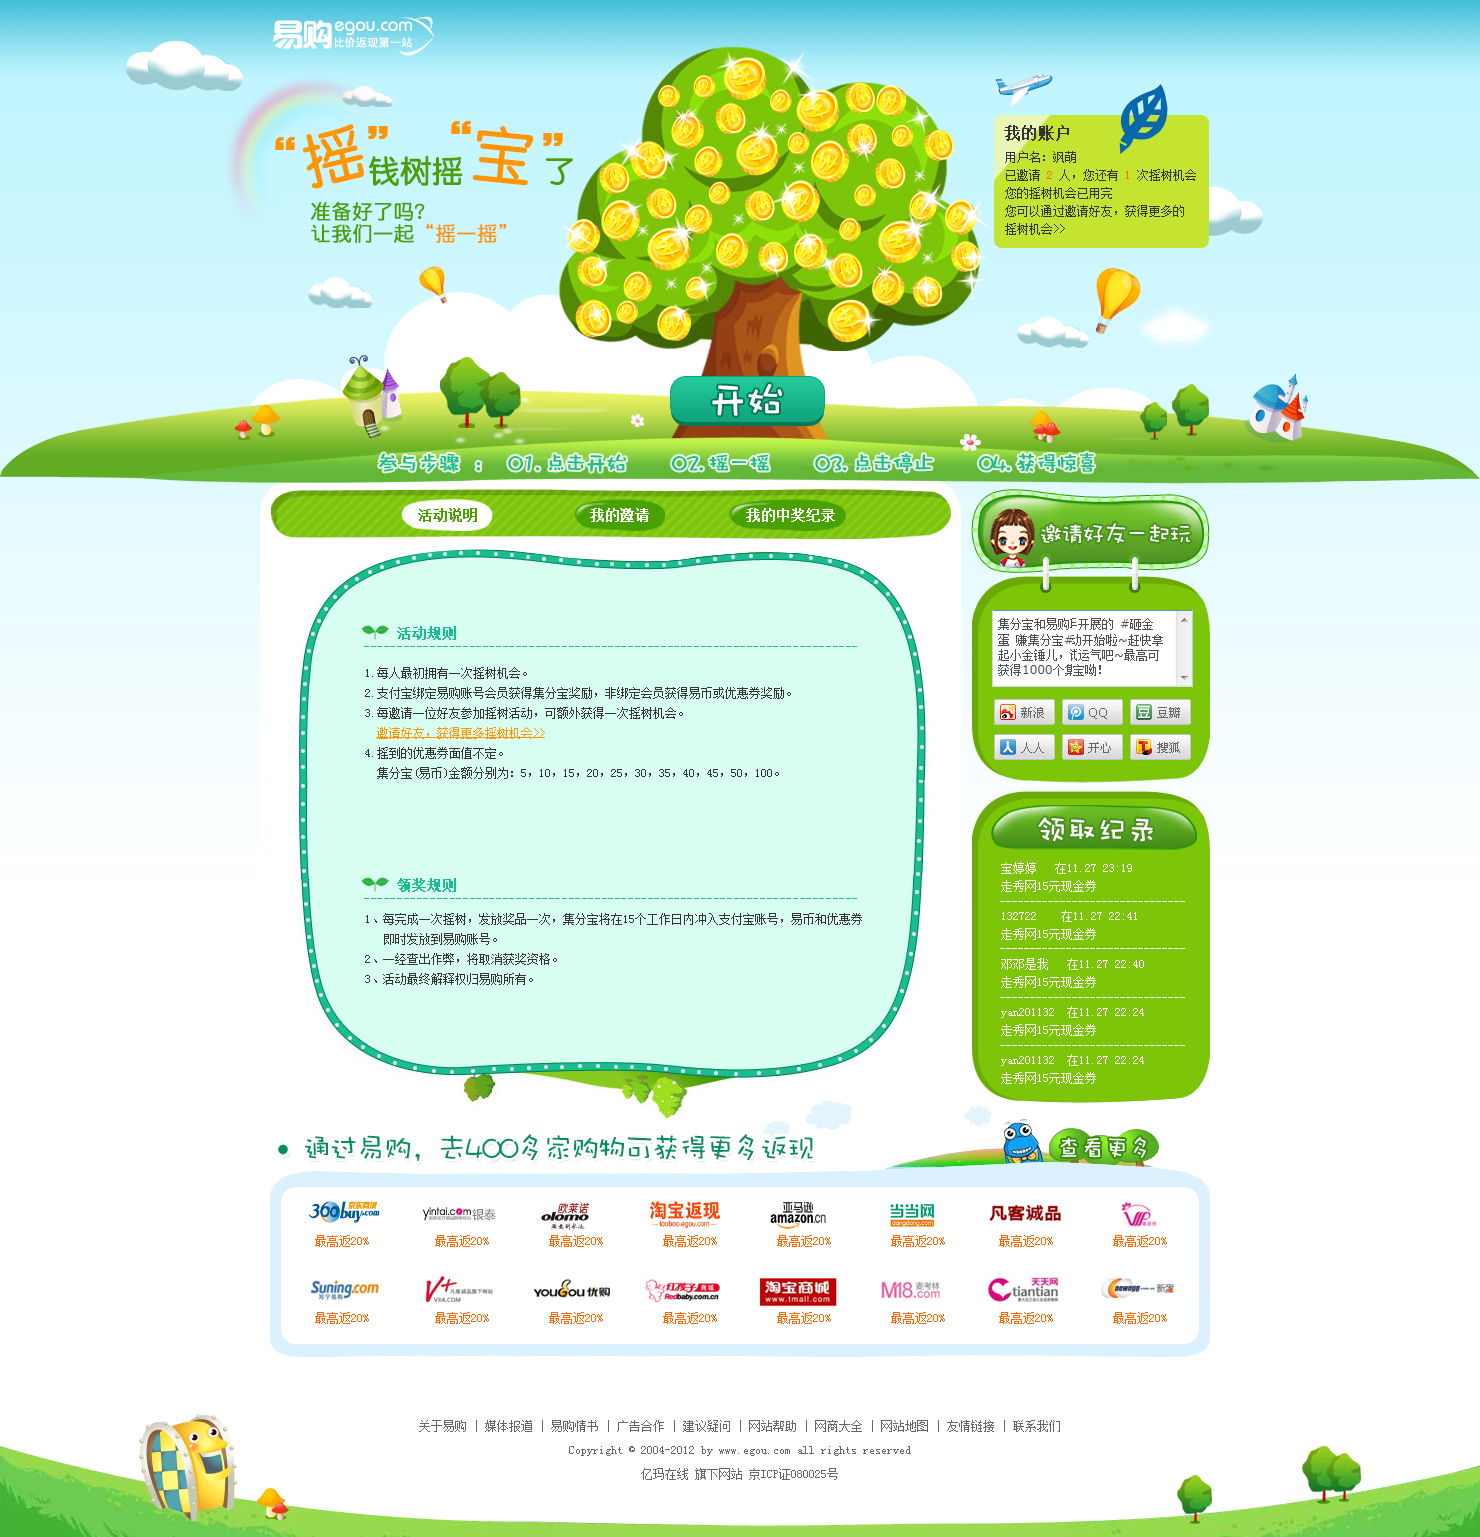 易购egou.com
比价返现第一站
“摇”钱树摇“宝”了
准备好了吗?
让我们一起“摇一摇”
我的账户
用户名：飒萌
已邀请 2 人，您还有 1 次摇树机会
您的摇树机会已用完
您可以通过邀请好友，获得更多的
摇树机会>>
开始
参与步骤 : 01.点击开始 02.摇一摇 03.点击停止 04.获得惊喜
活动说明 我的邀请 我的中奖纪录
活动规则
1.每人最初拥有一次摇树机会。
2.支付宝绑定易购账号会员获得集分宝奖励，非绑定会员获得易币或优惠券奖励。
3.每邀请一位好友参加摇树活动，可额外获得一次摇树机会。
邀请好友，获得更多摇树机会>>
4.摇到的优惠券面值不定。
集分宝(易币)金额分别为：5，10，15，20，25，30，35，40，45，50，100。
领奖规则
1、每完成一次摇树，发放奖品一次，集分宝将在15个工作日内冲入支付宝账号，易币和优惠券
即时发放到易购账号。
2、一经查出作弊，将取消获奖资格。
3、活动最终解释权归易购所有。
邀请好友一起玩
集分宝和易购开展的 #砸金
蛋 赚集分宝#动开始啦~赶快拿
起小金锤儿，试运气吧~最高可
获得1000个集宝呦!
新浪 QQ 豆瓣
人人 开心 搜狐
领取纪录
宝婷婷 在11.27 23:19
走秀网15元现金券
132722 在11.27 22:41
走秀网15元现金券
邓邓是我 在11.27 22:40
走秀网15元现金券
yan201132 在11.27 22:24
走秀网15元现金券
yan201132 在11.27 22:24
走秀网15元现金券
• 通过易购，去400多家购物可获得更多返现
查看更多
360buy.com 京东商城 yintai.com 银泰 欧莱诺 olomo 淘宝返现 taobao.egou.com 亚马逊 amazon.cn 当当网 dangdang.com 凡客诚品 VIP
最高返20% 最高返20% 最高返20% 最高返20% 最高返20% 最高返20% 最高返20% 最高返20%
Suning.com 苏宁易购 V+ 凡客诚品旗下网站 VJIA.COM YOUGOU优购 红孩子商城 Redbaby.com.cn 淘宝商城 www.tmall.com M18.com 麦考林 天天网 tiantian newegg 新蛋
最高返20% 最高返20% 最高返20% 最高返20% 最高返20% 最高返20% 最高返20% 最高返20%
关于易购 | 媒体报道 | 易购情书 | 广告合作 | 建议疑问 | 网站帮助 | 网商大全 | 网站地图 | 友情链接 | 联系我们
Copyright © 2004-2012 by www.egou.com all rights reserved
亿玛在线 旗下网站 京ICP证080025号